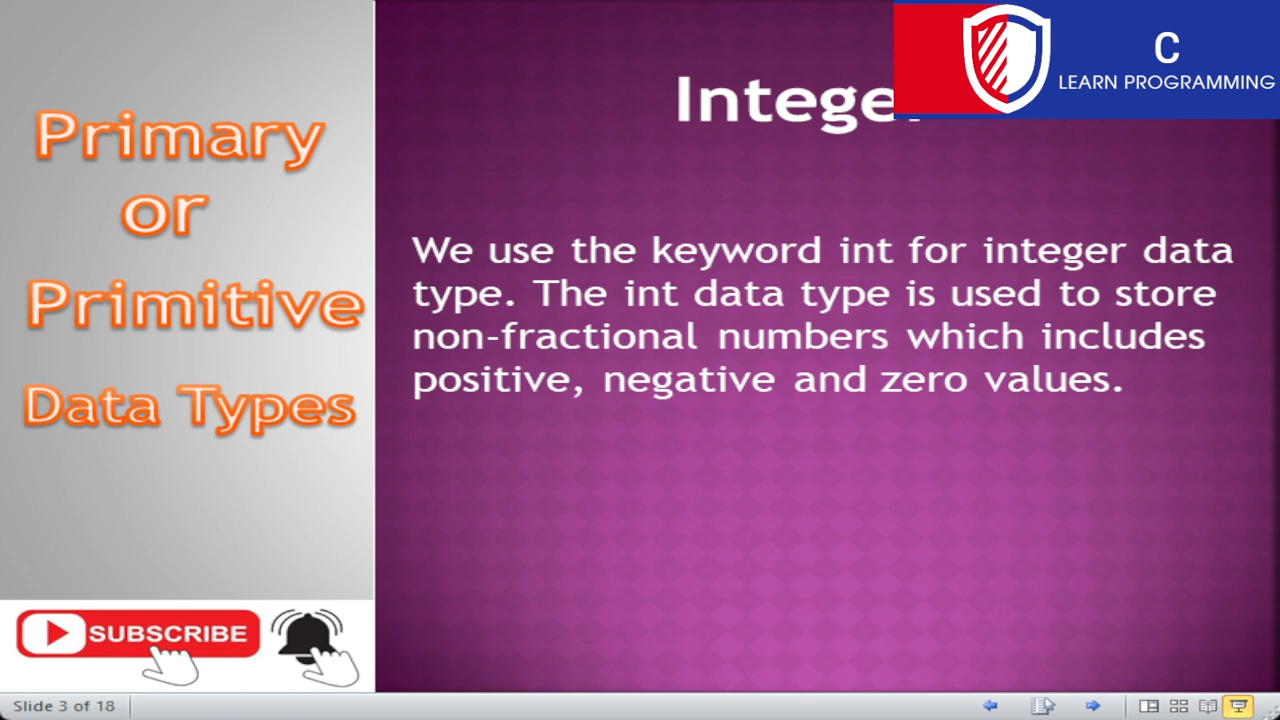 Primary
or
Primitive
Data Types
C
LEARN PROGRAMMING
We use the keyword int for integer data
type. The int data type is used to store
non-fractional numbers which includes
positive, negative and zero values.
SUBSCRIBE
Slide 3 of 18